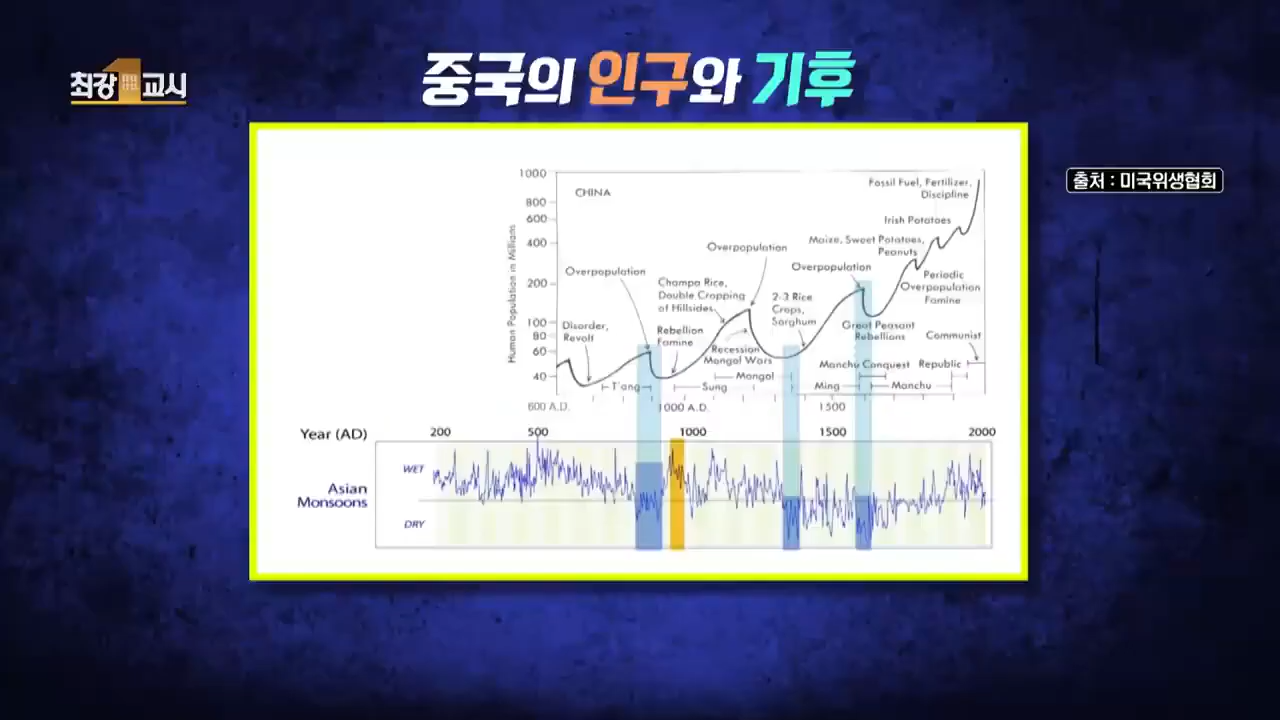 최강1교시
중국의 인구와 기후
출처 : 미국위생협회
1000
800
600
400
200
100
80
60
40
Human Population in Millions
CHINA
Fossil Fuel, Fertilizer,
Discipline
Irish Potatoes
Maize, Sweet Potatoes,
Peanuts
Overpopulation
Overpopulation
Overpopulation
Champa Rice,
Double Cropping
of Hillsides
2-3 Rice
Crops,
Sorghum
Periodic
Overpopulation
Famine
Disorder,
Revolt
Rebellion
Famine
Recession
Mongol Wars
Great Peasant
Rebellions
Communist
Manchu Conquest
Republic
Mongal
T'ang
Sung
Ming
Manchu
600 A.D.
1000 A.D.
1500
Year (AD)
200
500
1000
1500
2000
WET
Asian
Monsoons
DRY